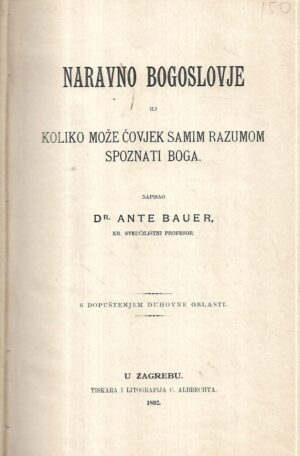 150
NARAVNO BOGOSLOVJE
ILI
KOLIKO MOŽE ČOVJEK SAMIM RAZUMOM
SPOZNATI BOGA.
NAPISAO
DR. ANTE BAUER,
KR. SVEUČILIŠTNI PROFESOR.
S DOPUŠTENJEM DUHOVNE OBLASTI.
U ZAGREBU.
TISKARA I LITOGRAFIJA C. ALBRECHTA.
1892.